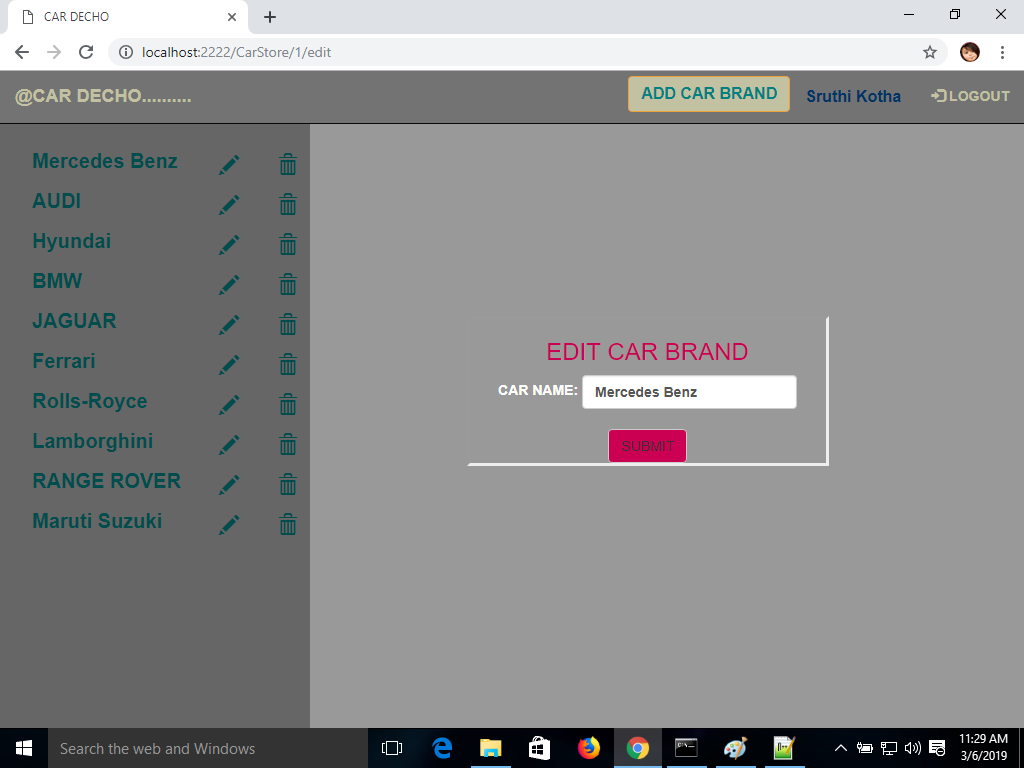 CAR DECHO
localhost:2222/CarStore/1/edit
@CAR DECHO..........
ADD CAR BRAND
Sruthi Kotha
LOGOUT
Mercedes Benz
AUDI
Hyundai
BMW
JAGUAR
Ferrari
Rolls-Royce
Lamborghini
RANGE ROVER
Maruti Suzuki
EDIT CAR BRAND
CAR NAME: Mercedes Benz
SUBMIT
Search the web and Windows
11:29 AM
3/6/2019